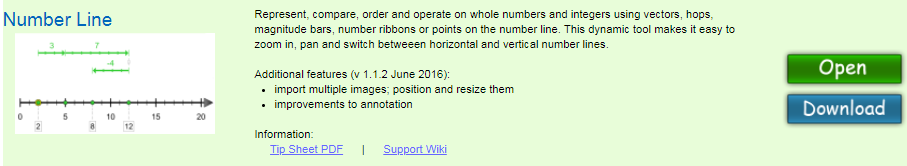 Number Line
Represent, compare, order and operate on whole numbers and integers using vectors, hops,
magnitude bars, number ribbons or points on the number line. This dynamic tool makes it easy to
zoom in, pan and switch betweeen horizontal and vertical number lines.
3 7
-4
0 5 10 15 20
2 8 12
Additional features (v 1.1.2 June 2016):
• import multiple images; position and resize them
• improvements to annotation
Information:
Tip Sheet PDF | Support Wiki
Open
Download